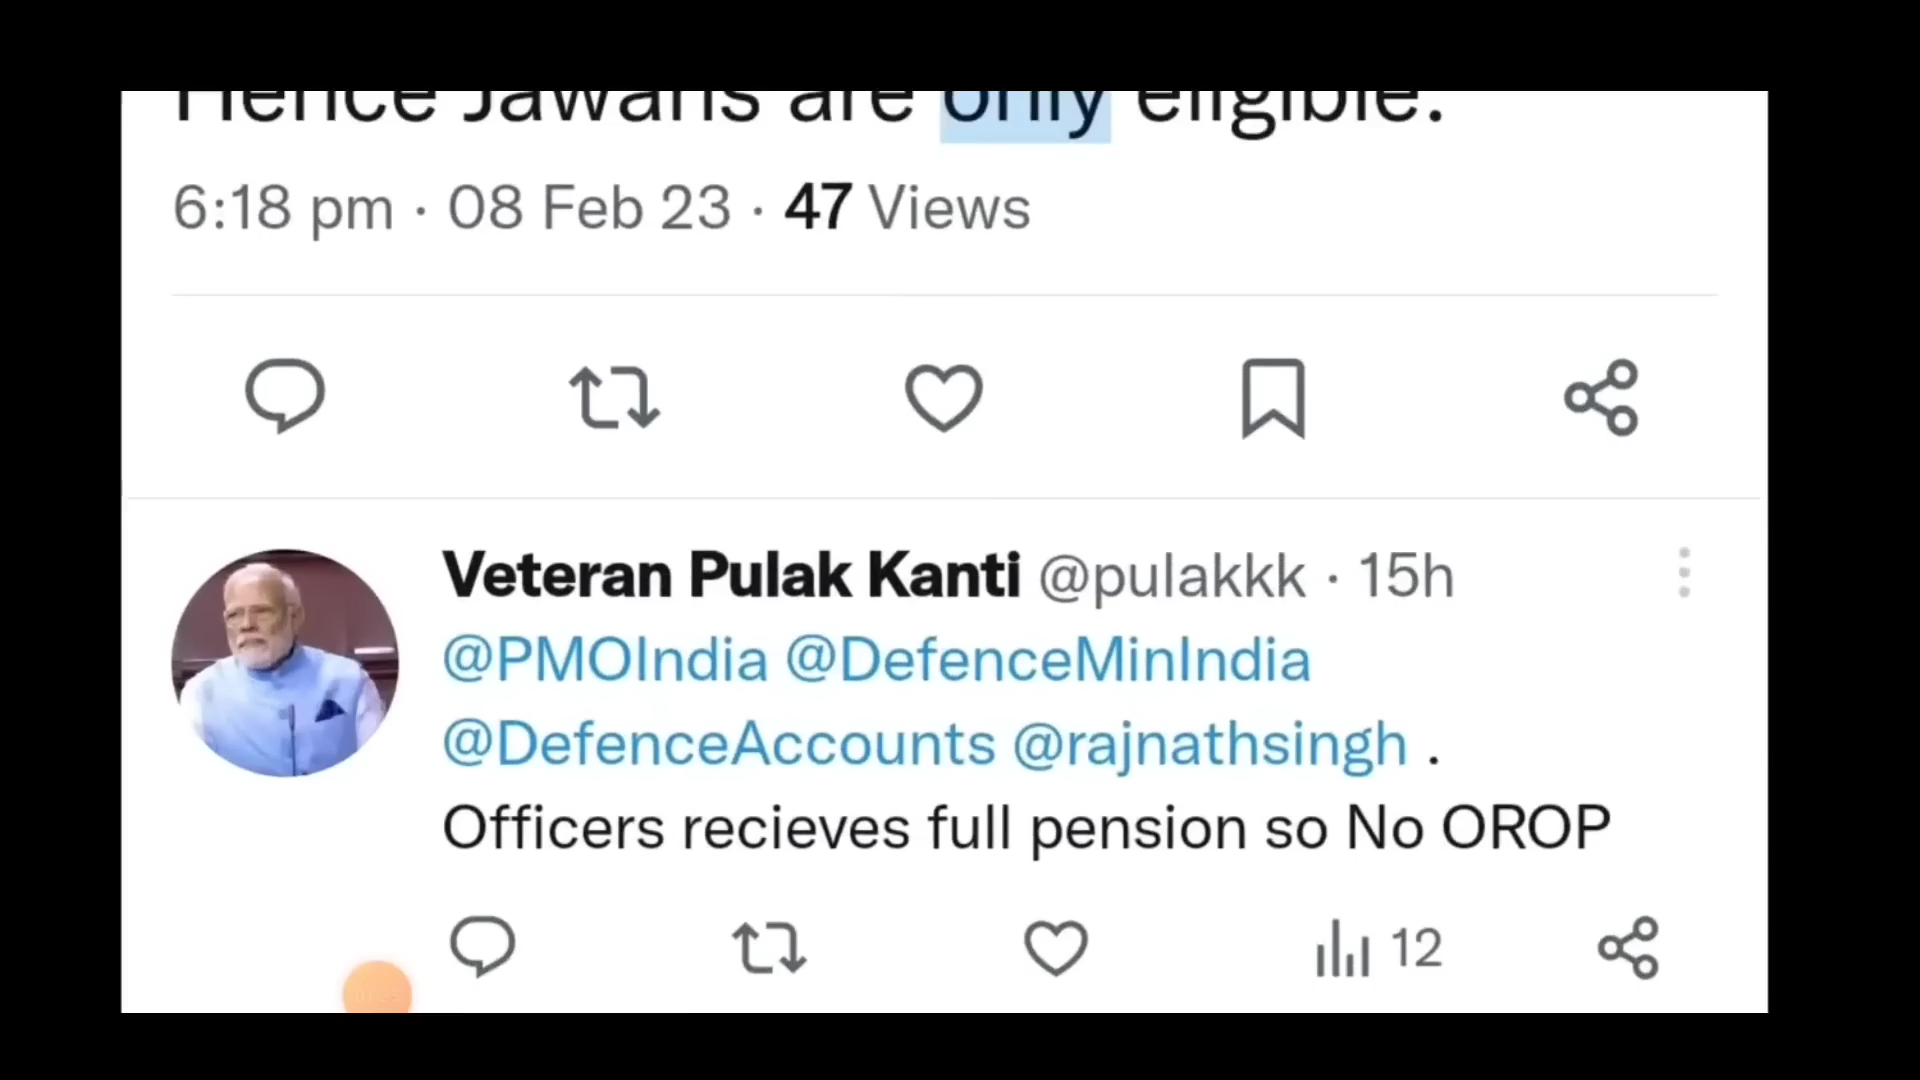 Hence Jawans are only eligible.
6:18 pm · 08 Feb 23 · 47 Views
Veteran Pulak Kanti @pulakkk · 15h
@PMOIndia @DefenceMinIndia
@DefenceAccounts @rajnathsingh .
Officers recieves full pension so No OROP
12